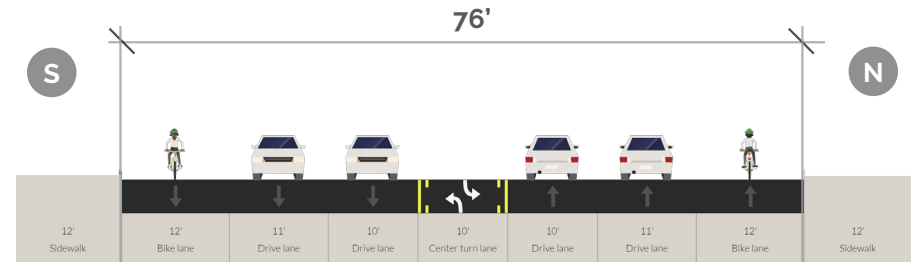 76'
S
N
12'
Sidewalk
12'
Bike lane
11'
Drive lane
10'
Drive lane
10'
Center turn lane
10'
Drive lane
11'
Drive lane
12'
Bike lane
12'
Sidewalk